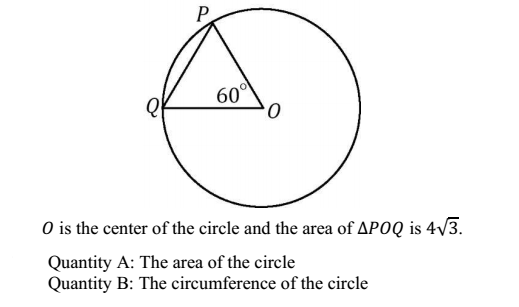 P
60°
Q
O
O is the center of the circle and the area of ΔPOQ is 4√3.
Quantity A: The area of the circle
Quantity B: The circumference of the circle